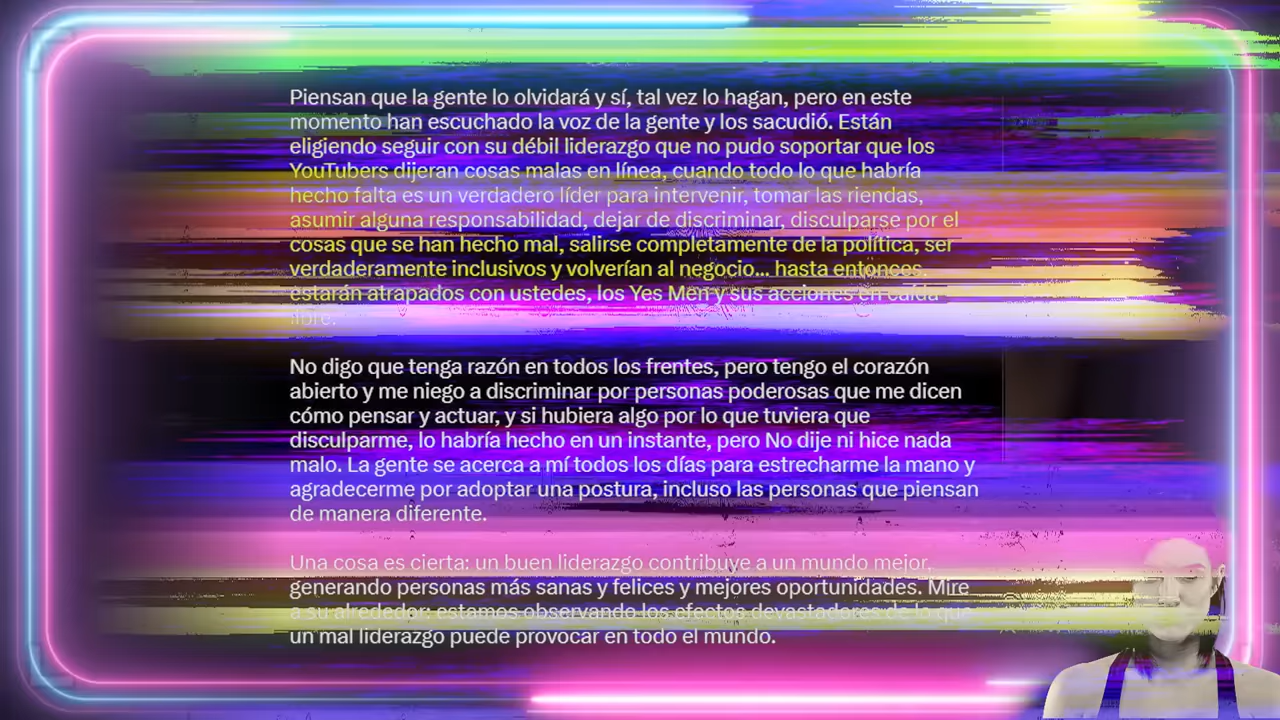 Piensan que la gente lo olvidará y sí, tal vez lo hagan, pero en este
momento han escuchado la voz de la gente y los sacudió. Están
eligiendo seguir con su débil liderazgo que no pudo soportar que los
YouTubers dijeran cosas malas en línea, cuando todo lo que habría
hecho falta es un verdadero líder para intervenir, tomar las riendas,
asumir alguna responsabilidad, dejar de discriminar, disculparse por el
cosas que se han hecho mal, salirse completamente de la política, ser
verdaderamente inclusivos y volverían al negocio... hasta entonces,
estarán atrapados con ustedes, los Yes Men y sus acciones en caída
libre.
No digo que tenga razón en todos los frentes, pero tengo el corazón
abierto y me niego a discriminar por personas poderosas que me dicen
cómo pensar y actuar, y si hubiera algo por lo que tuviera que
disculparme, lo habría hecho en un instante, pero No dije ni hice nada
malo. La gente se acerca a mí todos los días para estrecharme la mano y
agradecerme por adoptar una postura, incluso las personas que piensan
de manera diferente.
Una cosa es cierta: un buen liderazgo contribuye a un mundo mejor,
generando personas más sanas y felices y mejores oportunidades. Mire
a su alrededor: estamos observando los efectos devastadores de lo que
un mal liderazgo puede provocar en todo el mundo.